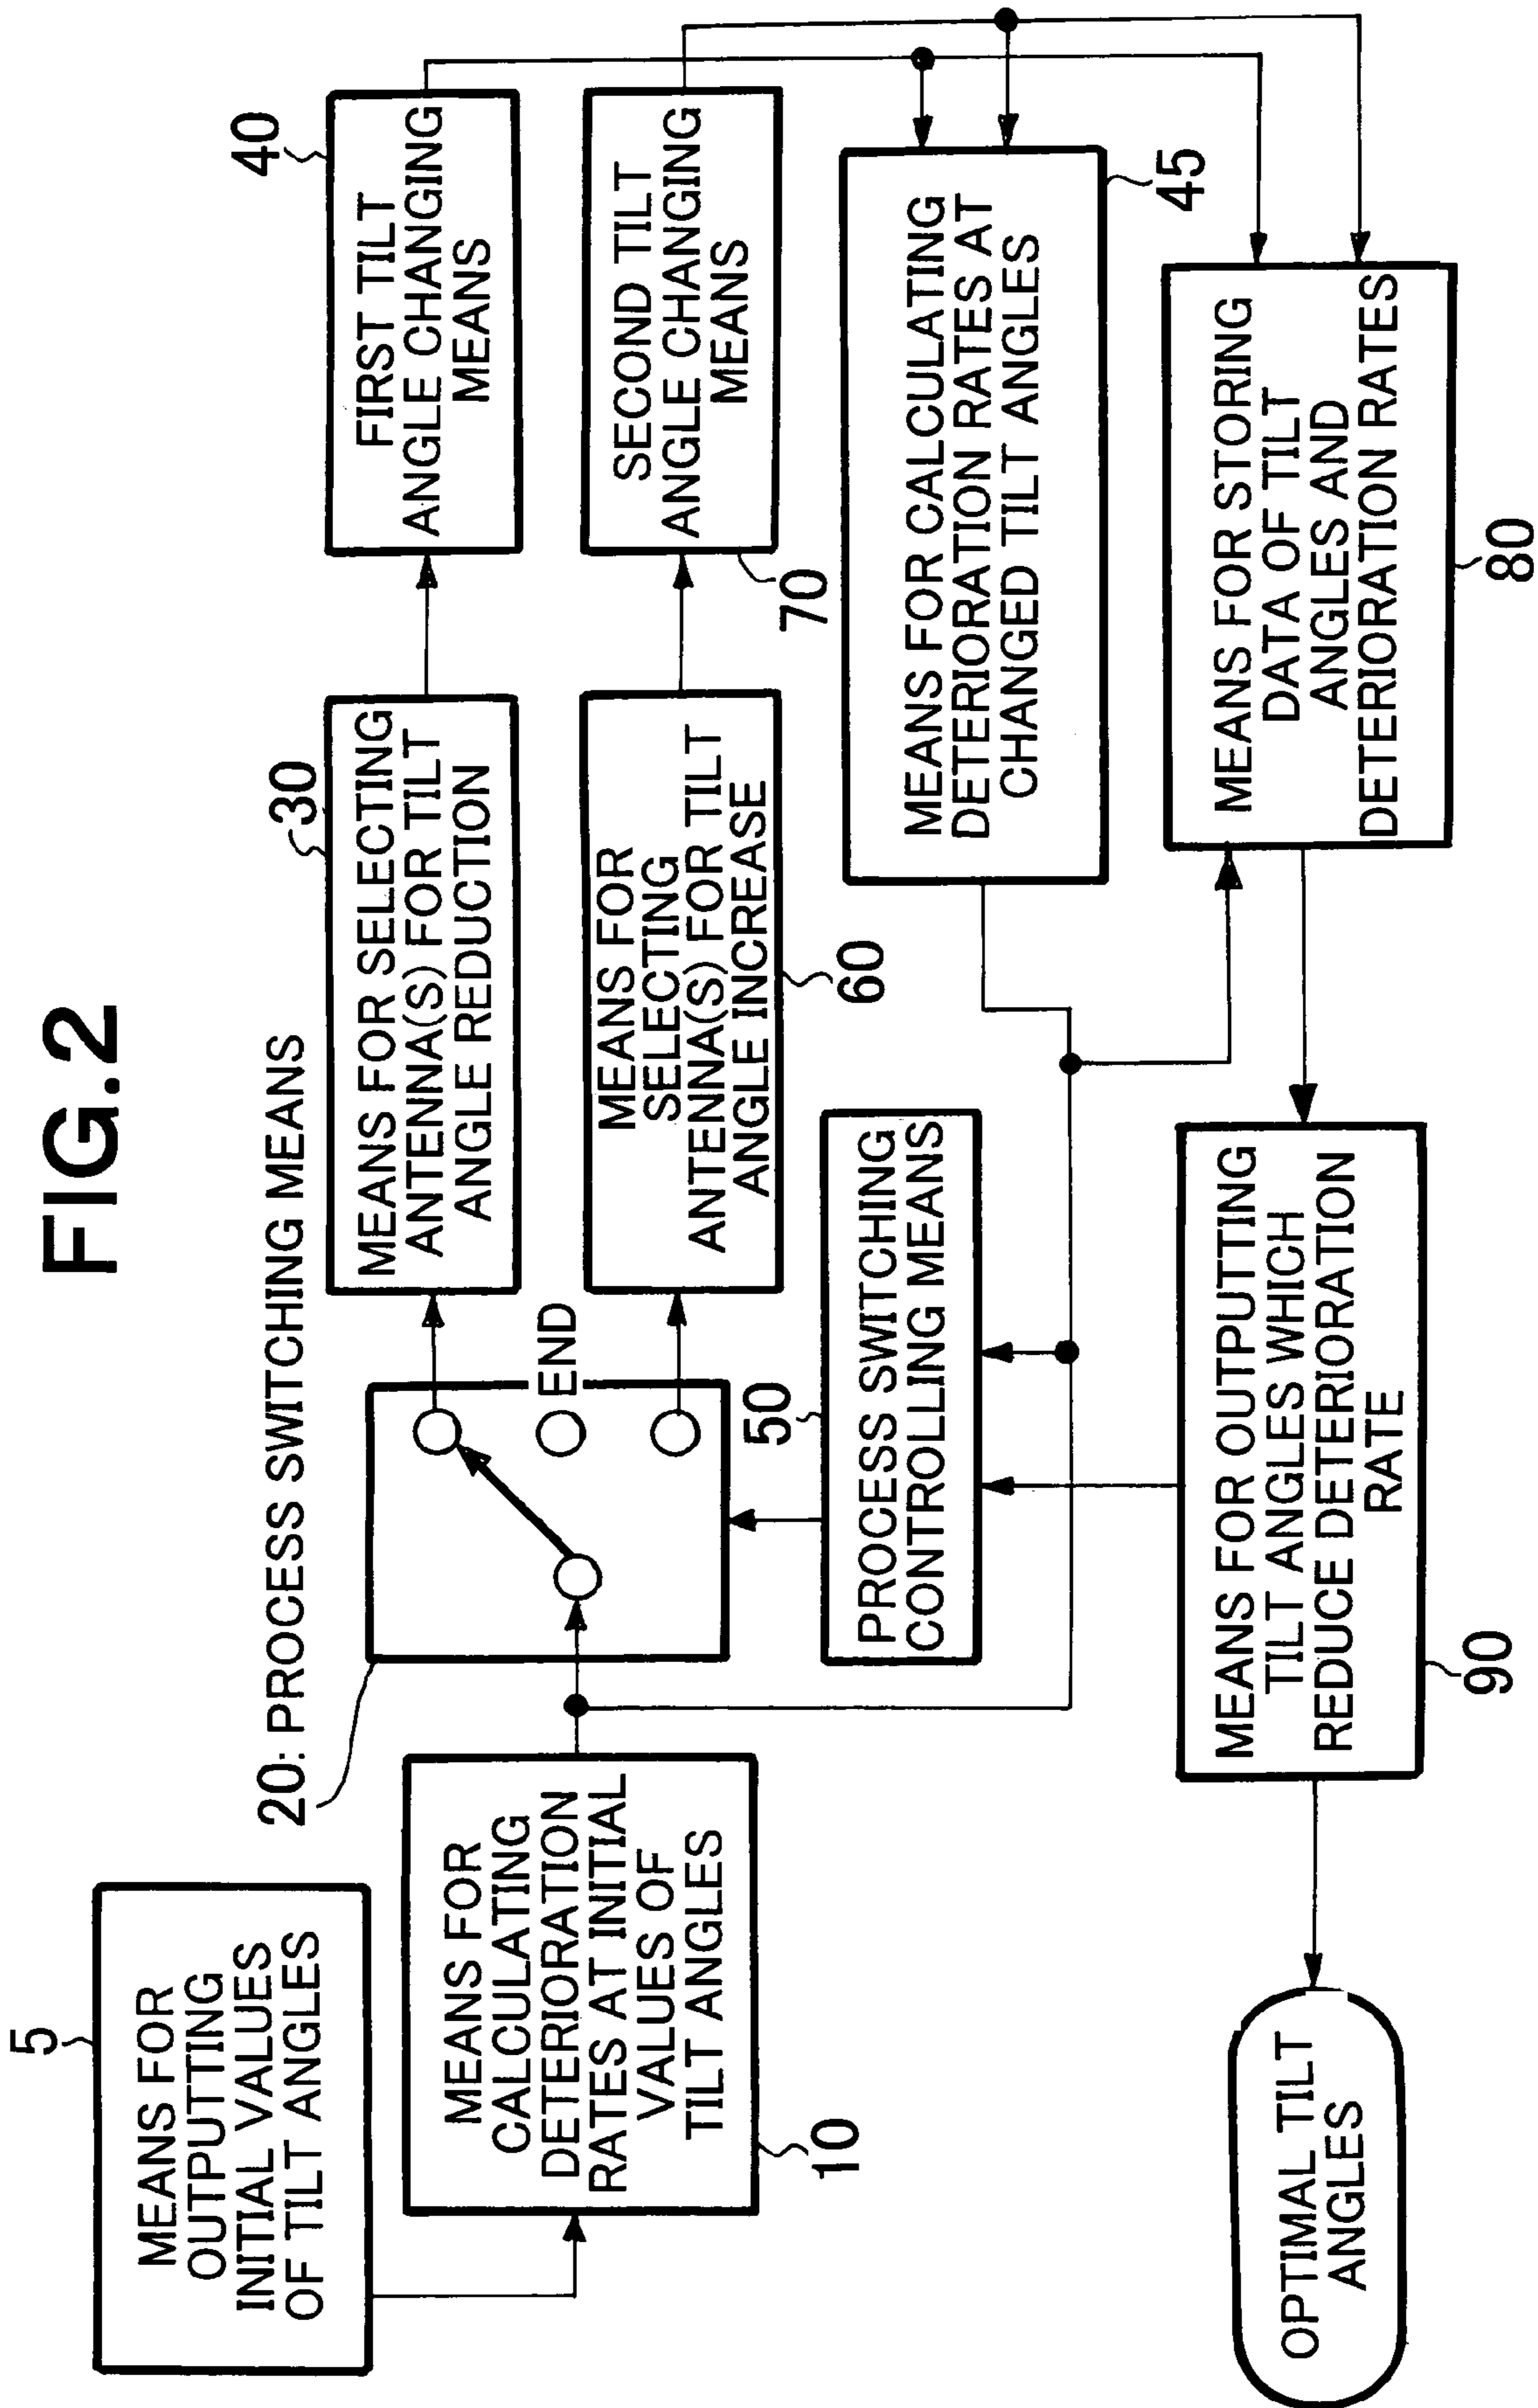 FIG.2
5
MEANS FOR
OUTPUTTING
INITIAL VALUES
OF TILT ANGLES
MEANS FOR
CALCULATING
DETERIORATION
RATES AT INITIAL
VALUES OF
TILT ANGLES
10
20: PROCESS SWITCHING MEANS
END
30
MEANS FOR SELECTING
ANTENNA(S) FOR TILT
ANGLE REDUCTION
40
FIRST TILT
ANGLE CHANGING
MEANS
MEANS FOR
SELECTING
ANTENNA(S) FOR TILT
ANGLE INCREASE
60
SECOND TILT
ANGLE CHANGING
MEANS
70
50
PROCESS SWITCHING
CONTROLLING MEANS
MEANS FOR CALCULATING
DETERIORATION RATES AT
CHANGED TILT ANGLES
45
MEANS FOR STORING
DATA OF TILT
ANGLES AND
DETERIORATION RATES
80
MEANS FOR OUTPUTTING
TILT ANGLES WHICH
REDUCE DETERIORATION
RATE
90
OPTIMAL TILT
ANGLES